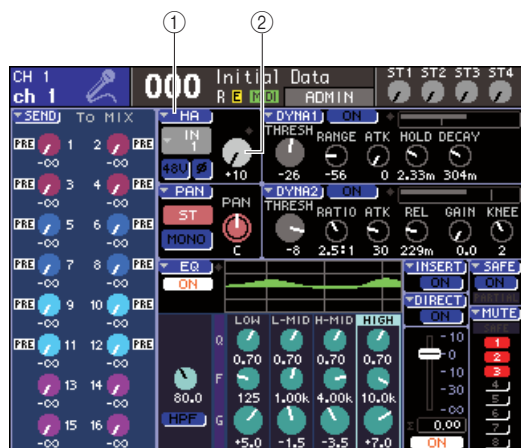 ① ②
CH 1
ch 1
000 Initial Data
R E MIDI ADMIN
ST1 ST2 ST3 ST4
SEND To MIX
PRE 1 2 PRE
-∞ -∞
PRE 3 4 PRE
-∞ -∞
PRE 5 6 PRE
-∞ -∞
PRE 7 8 PRE
-∞ -∞
PRE 9 10 PRE
-∞ -∞
PRE 11 12 PRE
-∞ -∞
13 14
-∞ -∞
15 16
-∞ -∞
HA
IN
1
48V Ø
+10
DYNA1 ON
THRESH RANGE ATK HOLD DECAY
-26 -56 0 2.33m 304m
PAN
PAN
ST
MONO
C
DYNA2 ON
THRESH RATIO ATK REL GAIN KNEE
-8 2.5:1 30 229m 0.0 2
EQ
ON
LOW L-MID H-MID HIGH
Q
0.70 0.70 0.70 0.70
F
80.0 125 1.00k 4.00k 10.0k
HPF
G
+5.0 -1.5 -3.5 +7.0
INSERT
ON
DIRECT
ON
10
0
-10
-30
-∞
0.00
ON
SAFE
ON
PARTIAL
MUTE
SAFE
1
2
3
4
5
6
7
8